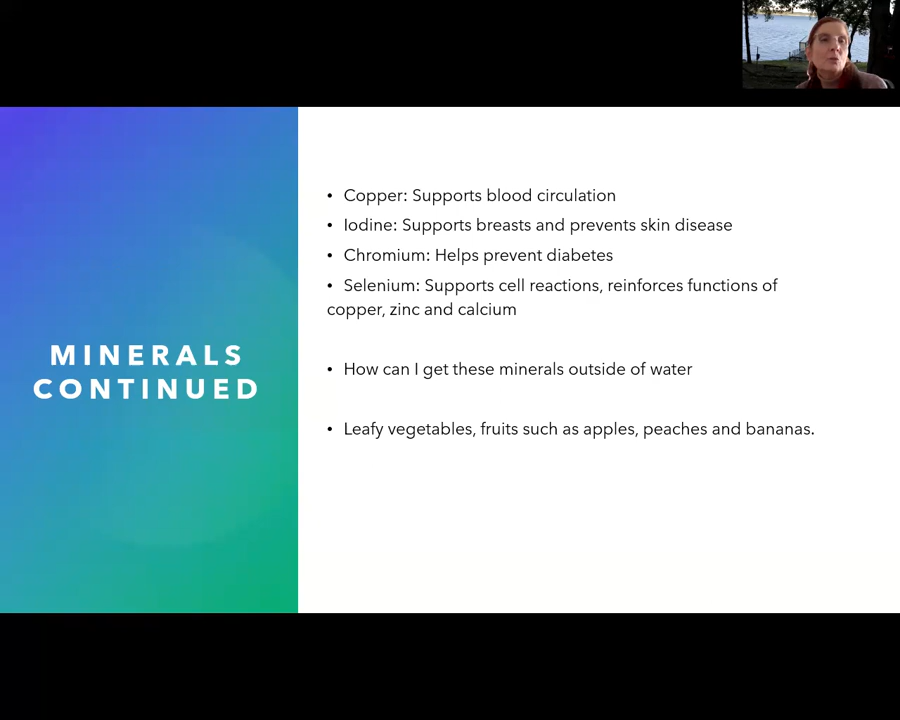 MINERALS
CONTINUED
• Copper: Supports blood circulation
• Iodine: Supports breasts and prevents skin disease
• Chromium: Helps prevent diabetes
• Selenium: Supports cell reactions, reinforces functions of
copper, zinc and calcium
• How can I get these minerals outside of water
• Leafy vegetables, fruits such as apples, peaches and bananas.